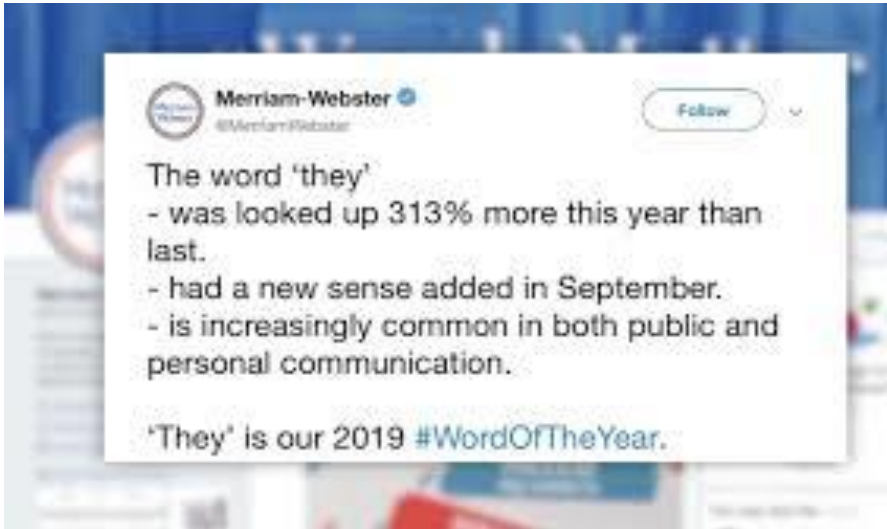 Merriam-Webster
@MerriamWebster
Follow
The word ‘they’
- was looked up 313% more this year than
last.
- had a new sense added in September.
- is increasingly common in both public and
personal communication.
‘They’ is our 2019 #WordOfTheYear.